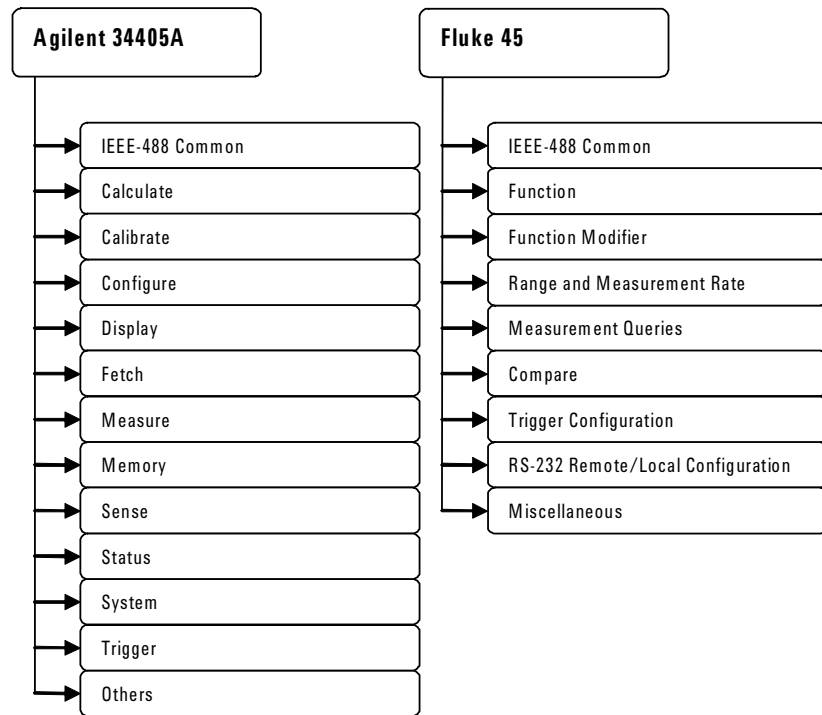 Agilent 34405A
IEEE-488 Common
Calculate
Calibrate
Configure
Display
Fetch
Measure
Memory
Sense
Status
System
Trigger
Others
Fluke 45
IEEE-488 Common
Function
Function Modifier
Range and Measurement Rate
Measurement Queries
Compare
Trigger Configuration
RS-232 Remote/Local Configuration
Miscellaneous